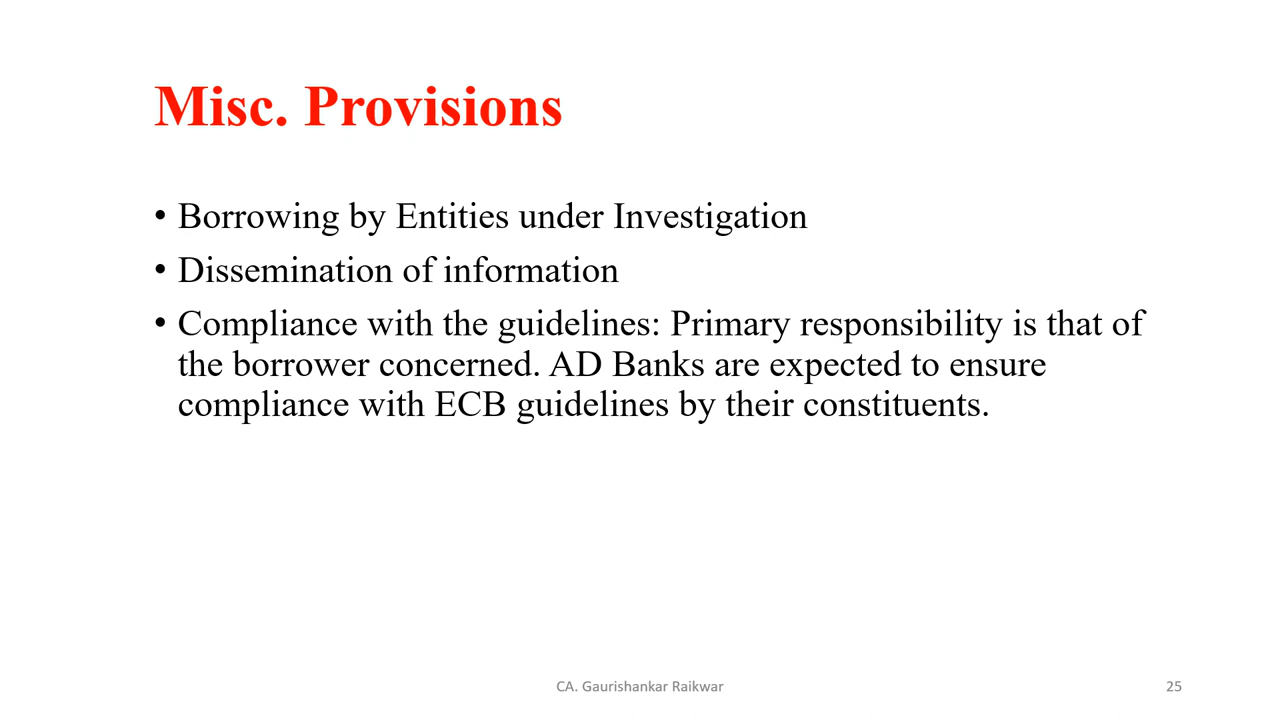 Misc. Provisions
• Borrowing by Entities under Investigation
• Dissemination of information
• Compliance with the guidelines: Primary responsibility is that of
the borrower concerned. AD Banks are expected to ensure
compliance with ECB guidelines by their constituents.
CA. Gaurishankar Raikwar
25